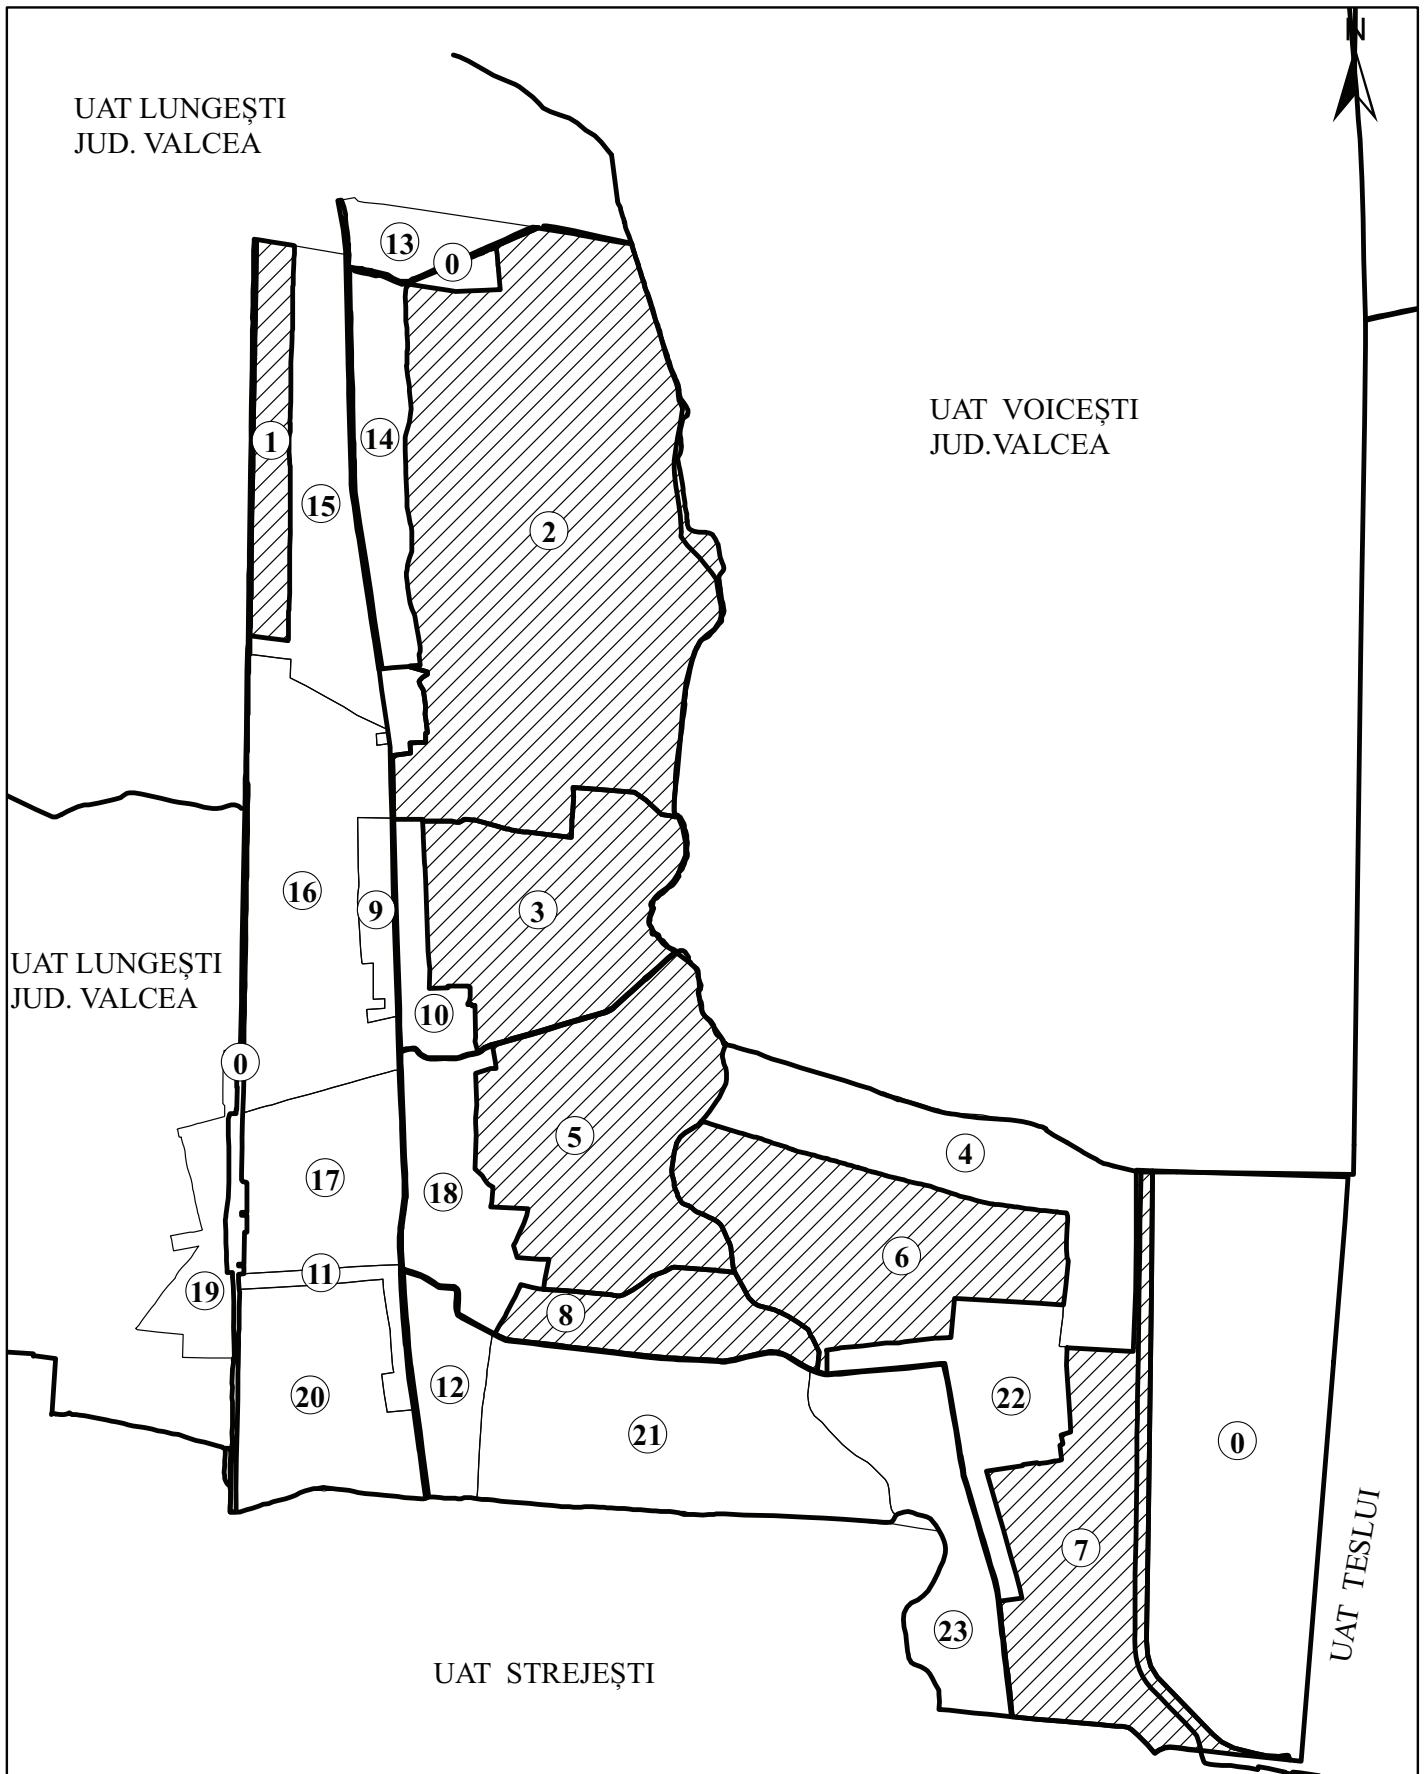 N
UAT LUNGEȘTI
JUD. VALCEA
13
0
UAT VOICEȘTI
JUD.VALCEA
1
14
15
2
16
9
3
UAT LUNGEȘTI
JUD. VALCEA
10
0
5
4
17
18
6
11
19
8
20
12
22
21
0
7
UAT TESLUI
23
UAT STREJEȘTI